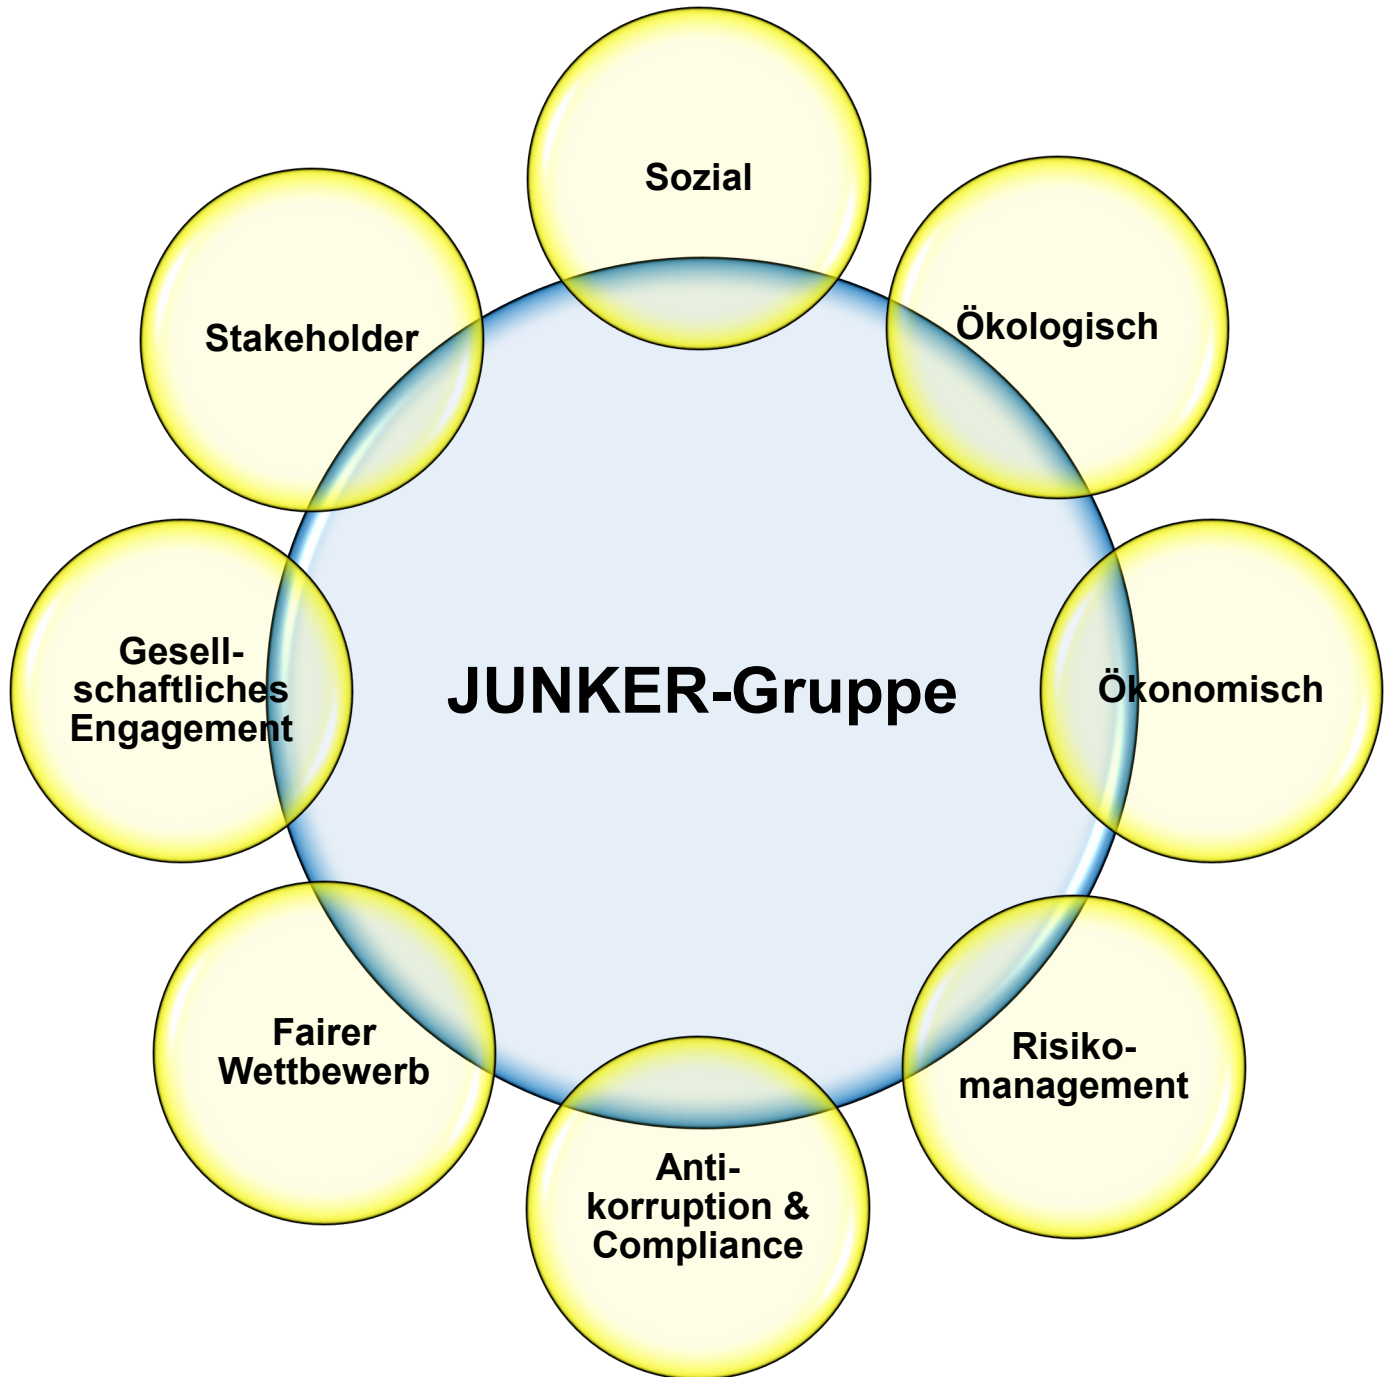 Sozial
Ökologisch
Stakeholder
Gesell-
schaftliches
Engagement
JUNKER-Gruppe
Ökonomisch
Fairer
Wettbewerb
Risiko-
management
Anti-
korruption &
Compliance